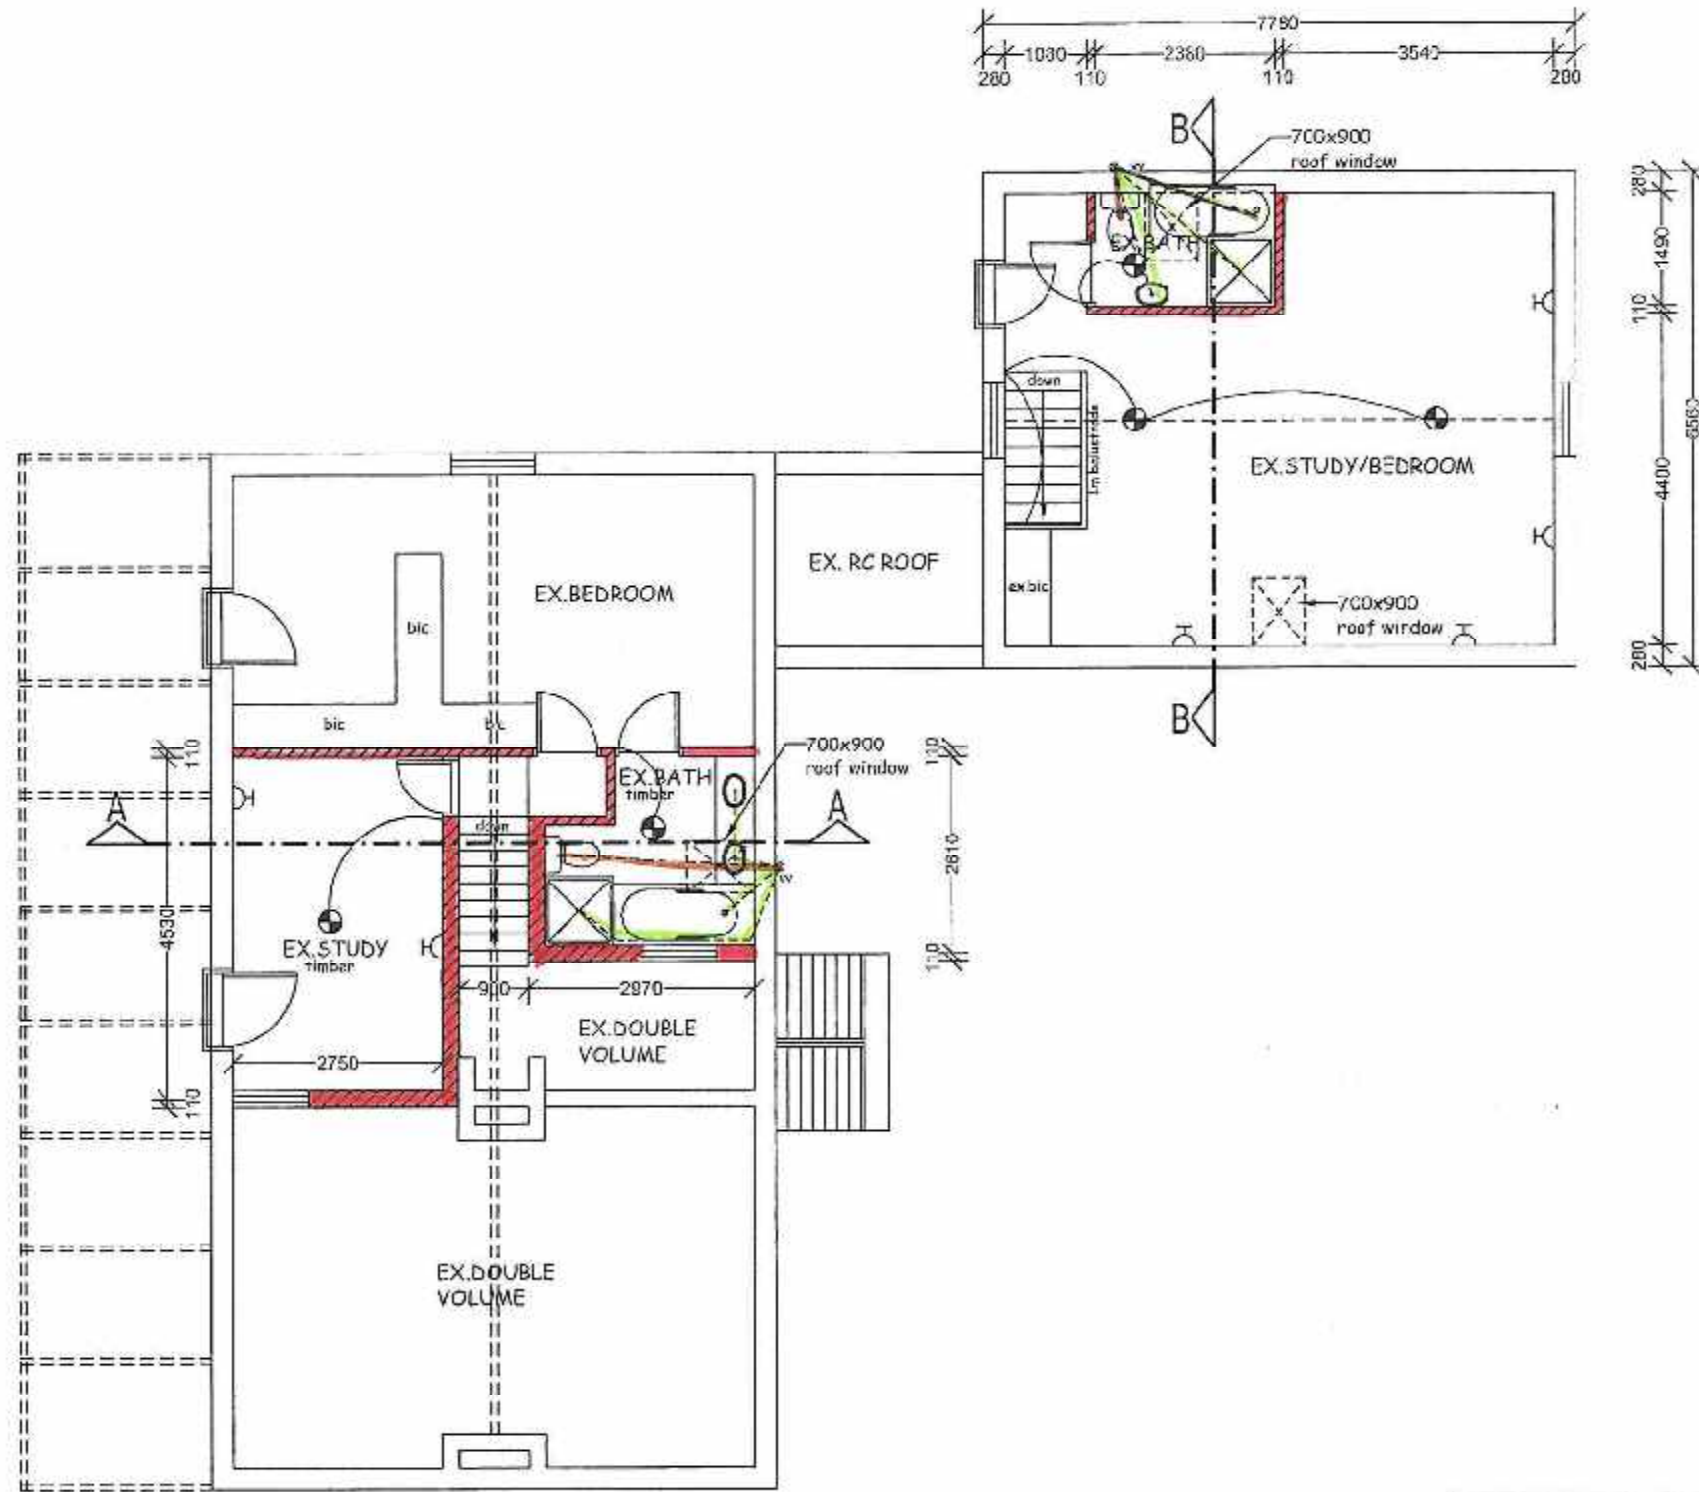 7780
1080
2360
3540
280
110
110
280
B
700x900
roof window
280
EX.BATH
1490
110
down
1m balustrade
6560
EX.STUDY/BEDROOM
4400
EX. RC ROOF
EX.BEDROOM
ex bic
700x900
roof window
bic
280
B
bic
bic
110
700x900
roof window
110
EX.BATH
timber
A
A
down
2610
W
4530
EX.STUDY
timber
110
900
2870
EX.DOUBLE
VOLUME
2750
110
EX.DOUBLE
VOLUME